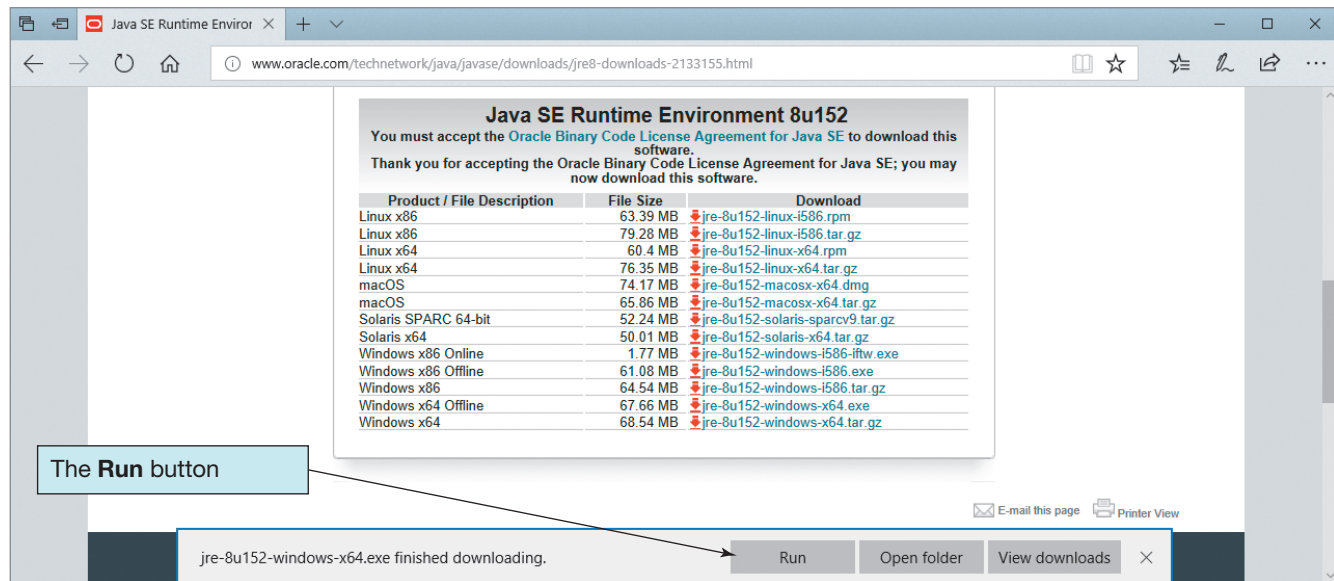 Java SE Runtime Enviror
www.oracle.com/technetwork/java/javase/downloads/jre8-downloads-2133155.html
Java SE Runtime Environment 8u152
You must accept the Oracle Binary Code License Agreement for Java SE to download this
software.
Thank you for accepting the Oracle Binary Code License Agreement for Java SE; you may
now download this software.
Product / File Description File Size Download
Linux x86 63.39 MB jre-8u152-linux-i586.rpm
Linux x86 79.28 MB jre-8u152-linux-i586.tar.gz
Linux x64 60.4 MB jre-8u152-linux-x64.rpm
Linux x64 76.35 MB jre-8u152-linux-x64.tar.gz
macOS 74.17 MB jre-8u152-macosx-x64.dmg
macOS 65.86 MB jre-8u152-macosx-x64.tar.gz
Solaris SPARC 64-bit 52.24 MB jre-8u152-solaris-sparcv9.tar.gz
Solaris x64 50.01 MB jre-8u152-solaris-x64.tar.gz
Windows x86 Online 1.77 MB jre-8u152-windows-i586-iftw.exe
Windows x86 Offline 61.08 MB jre-8u152-windows-i586.exe
Windows x86 64.54 MB jre-8u152-windows-i586.tar.gz
Windows x64 Offline 67.66 MB jre-8u152-windows-x64.exe
Windows x64 68.54 MB jre-8u152-windows-x64.tar.gz
The Run button
E-mail this page Printer View
jre-8u152-windows-x64.exe finished downloading. Run Open folder View downloads